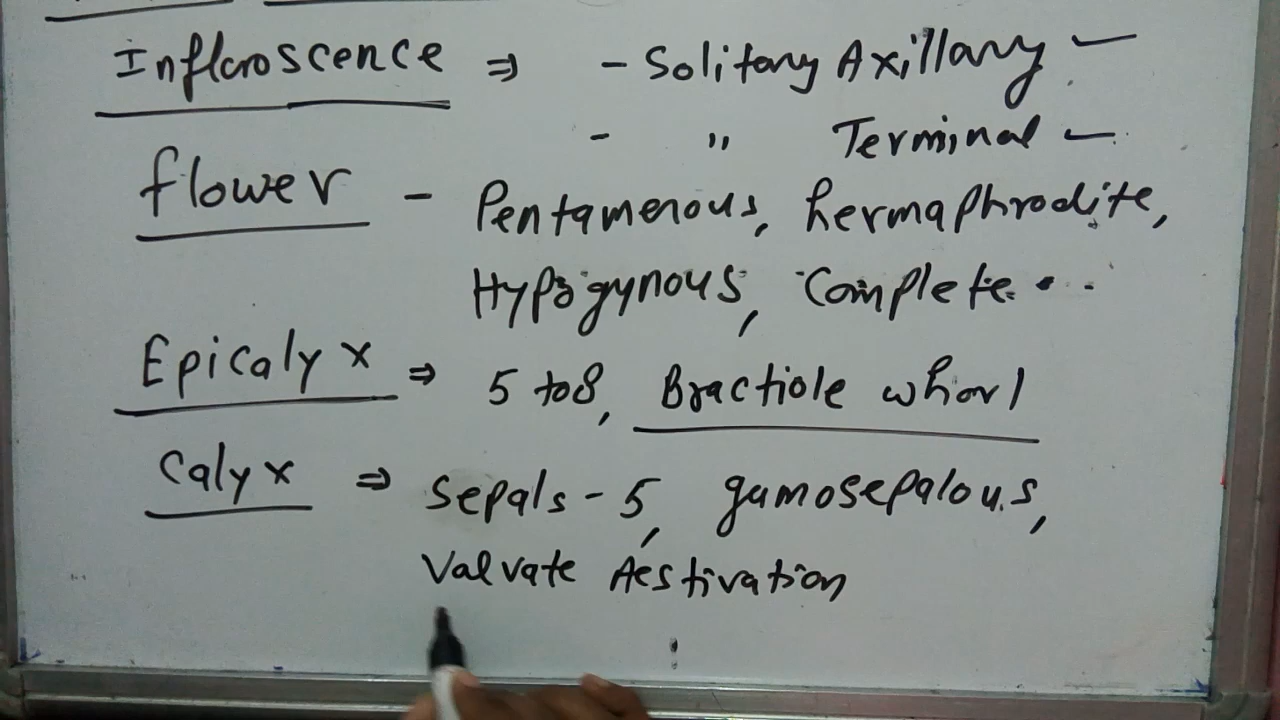 Infloroscence ⇒ - Solitary Axillary -
- " Terminal -
flower - Pentamerous, hermaphrodite,
Hypogynous, Complete...
Epicalyx ⇒ 5 to 8, Bractiole whorl
Calyx ⇒ Sepals - 5, gamosepalous,
Valvate Aestivation